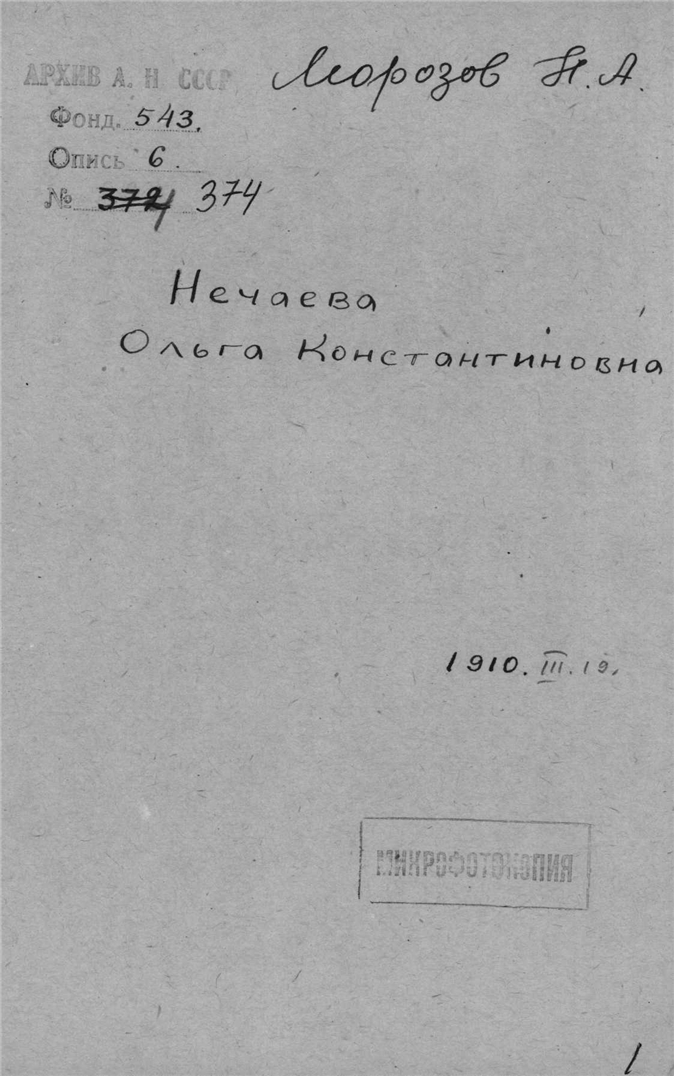 АРХИВ А. Н СССР Морозов Н. А.
Фонд. 543.
Опись 6.
№ 372 374
Нечаева
Ольга Константиновна
1910. III. 19.
МИКРОФОТОКОПИЯ
1